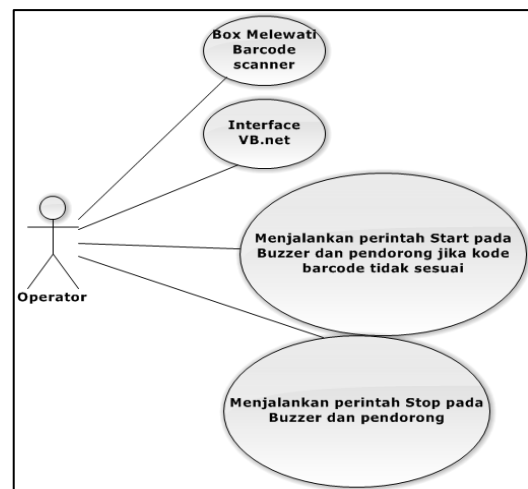 Box Melewati
Barcode
scanner
Interface
VB.net
Menjalankan perintah Start pada
Buzzer dan pendorong jika kode
barcode tidak sesuai
Operator
Menjalankan perintah Stop pada
Buzzer dan pendorong